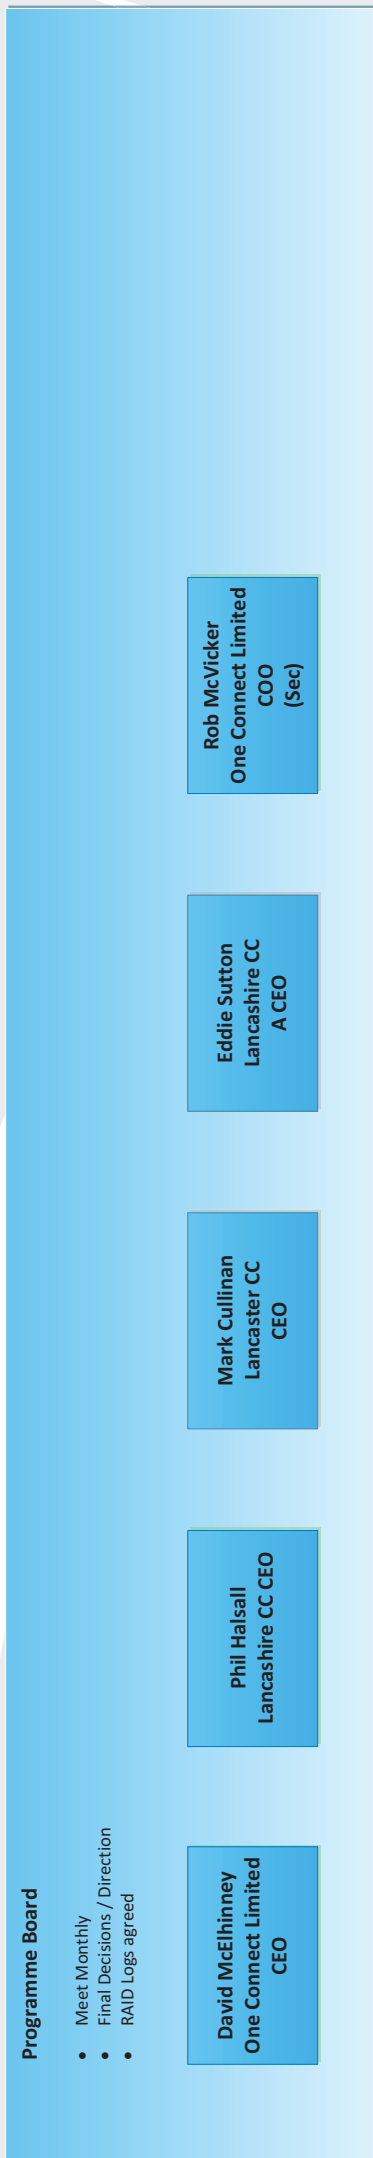 Programme Board
• Meet Monthly
• Final Decisions / Direction
• RAID Logs agreed
David McElhinney
One Connect Limited
CEO
Phil Halsall
Lancashire CC CEO
Mark Cullinan
Lancaster CC
CEO
Eddie Sutton
Lancashire CC
A CEO
Rob McVicker
One Connect Limited
COO
(Sec)